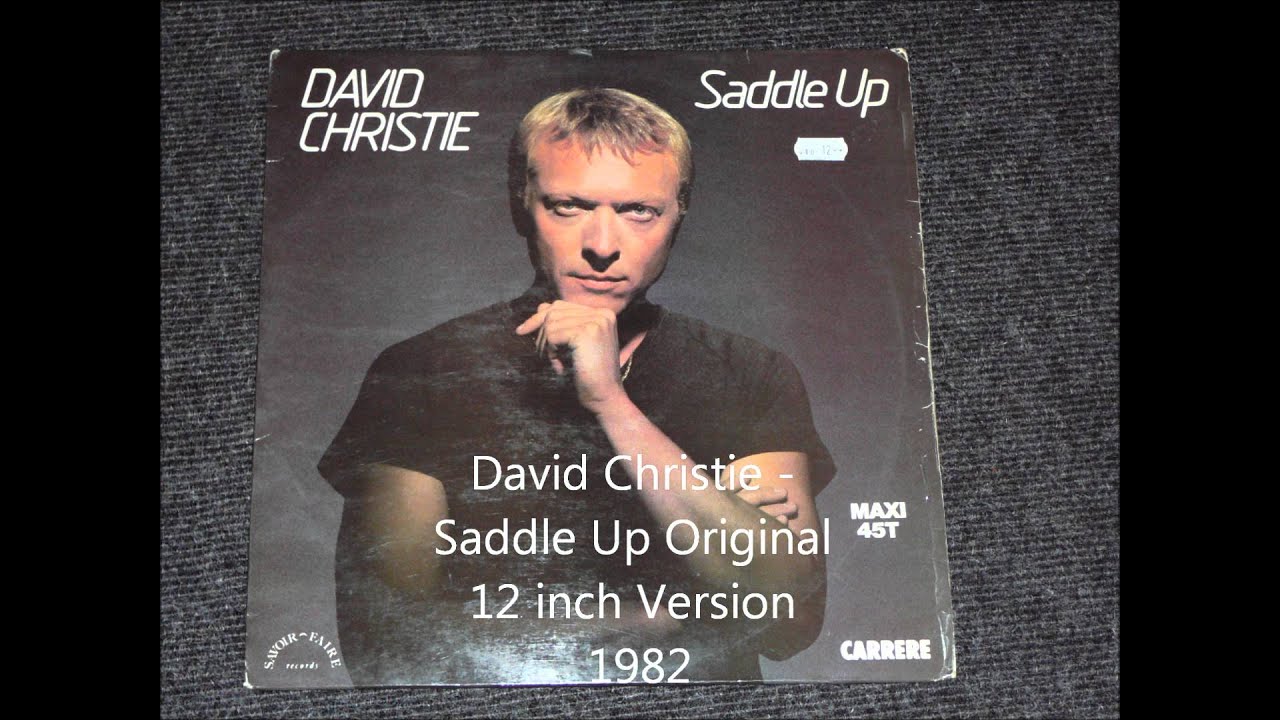 DAVID
CHRISTIE
Saddle Up
12
David Christie -
Saddle Up Original
12 inch Version
1982
MAXI
45T
SAVOIR FAIRE
records
CARRERE